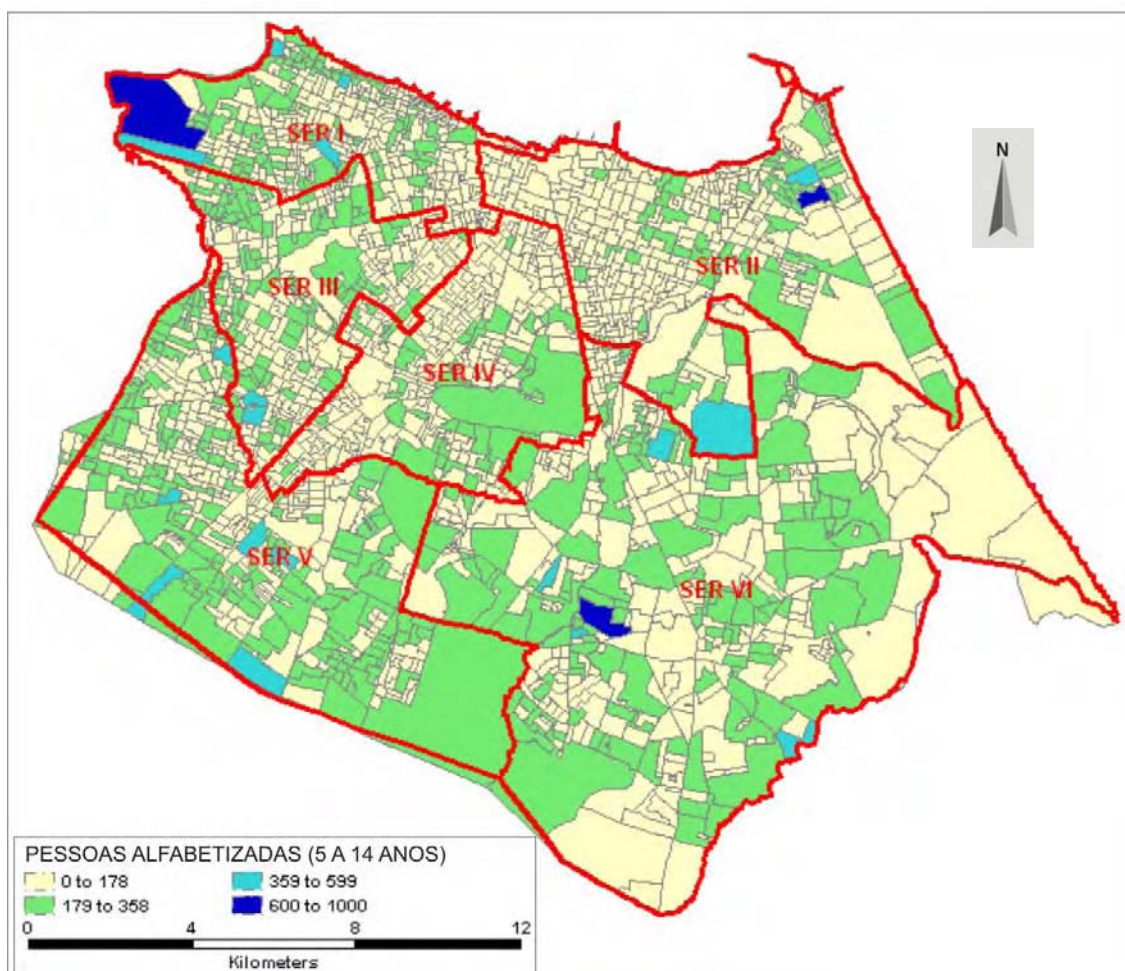 N
SER I
SER II
SER III
SER IV
SER V
SER VI
PESSOAS ALFABETIZADAS (5 A 14 ANOS)
0 to 178
359 to 599
179 to 358
600 to 1000
0 4 8 12
Kilometers